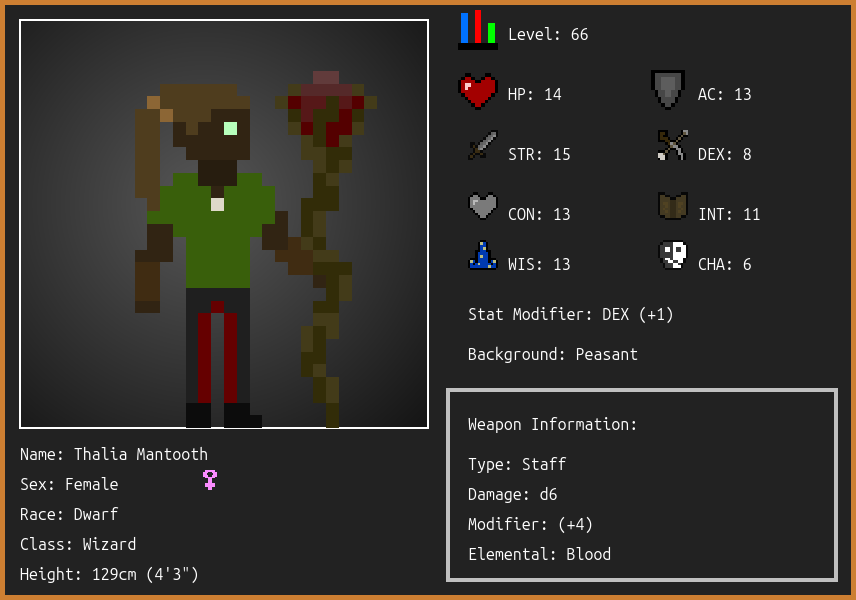 Level: 66
HP: 14
AC: 13
STR: 15
DEX: 8
CON: 13
INT: 11
WIS: 13
CHA: 6
Stat Modifier: DEX (+1)
Background: Peasant
Weapon Information:
Type: Staff
Damage: d6
Modifier: (+4)
Elemental: Blood
Name: Thalia Mantooth
Sex: Female
Race: Dwarf
Class: Wizard
Height: 129cm (4'3")